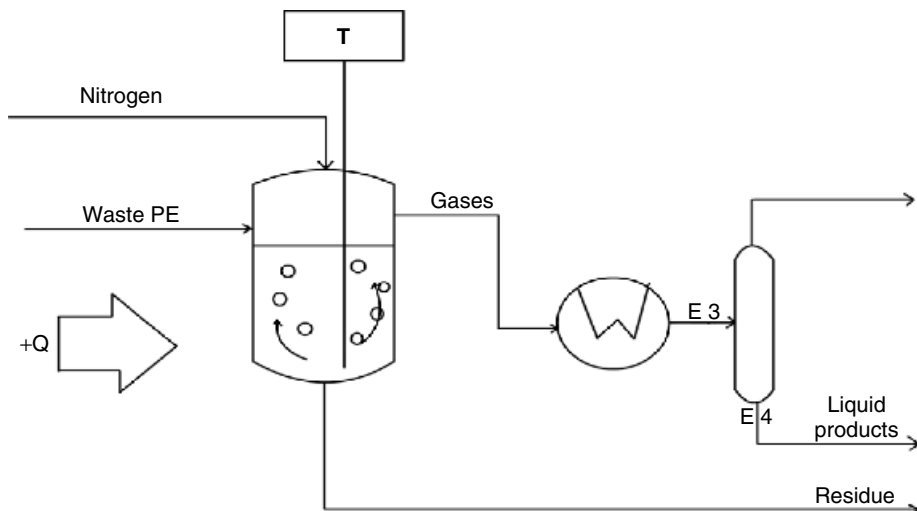 T
Nitrogen
Gases
Waste PE
+Q
E 3
E 4
Liquid
products
Residue